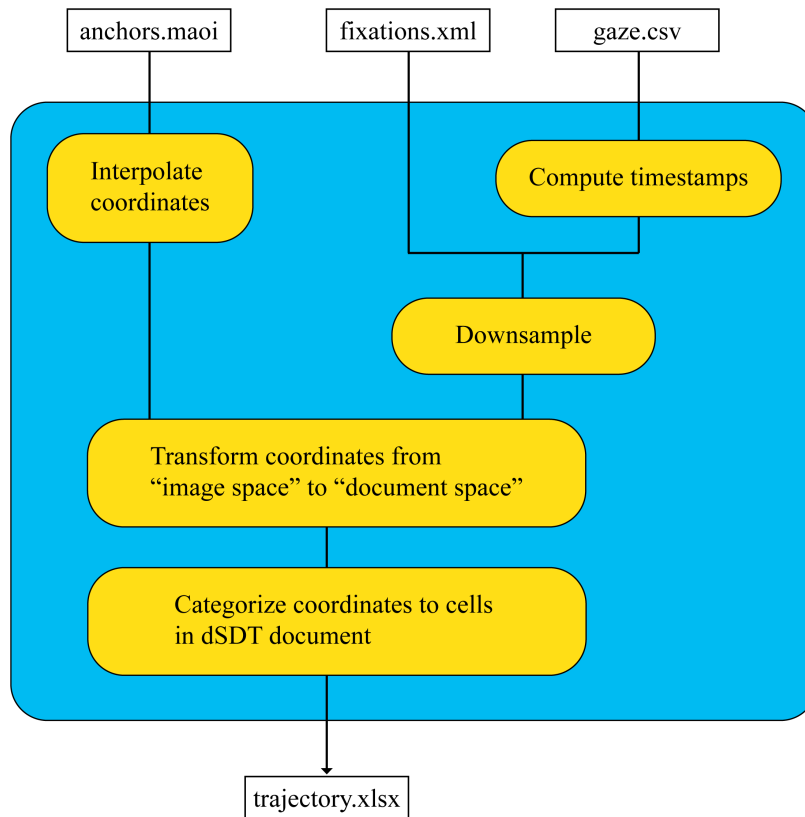 anchors.maoi
fixations.xml
gaze.csv
Interpolate
coordinates
Compute timestamps
Downsample
Transform coordinates from
“image space” to “document space”
Categorize coordinates to cells
in dSDT document
trajectory.xlsx